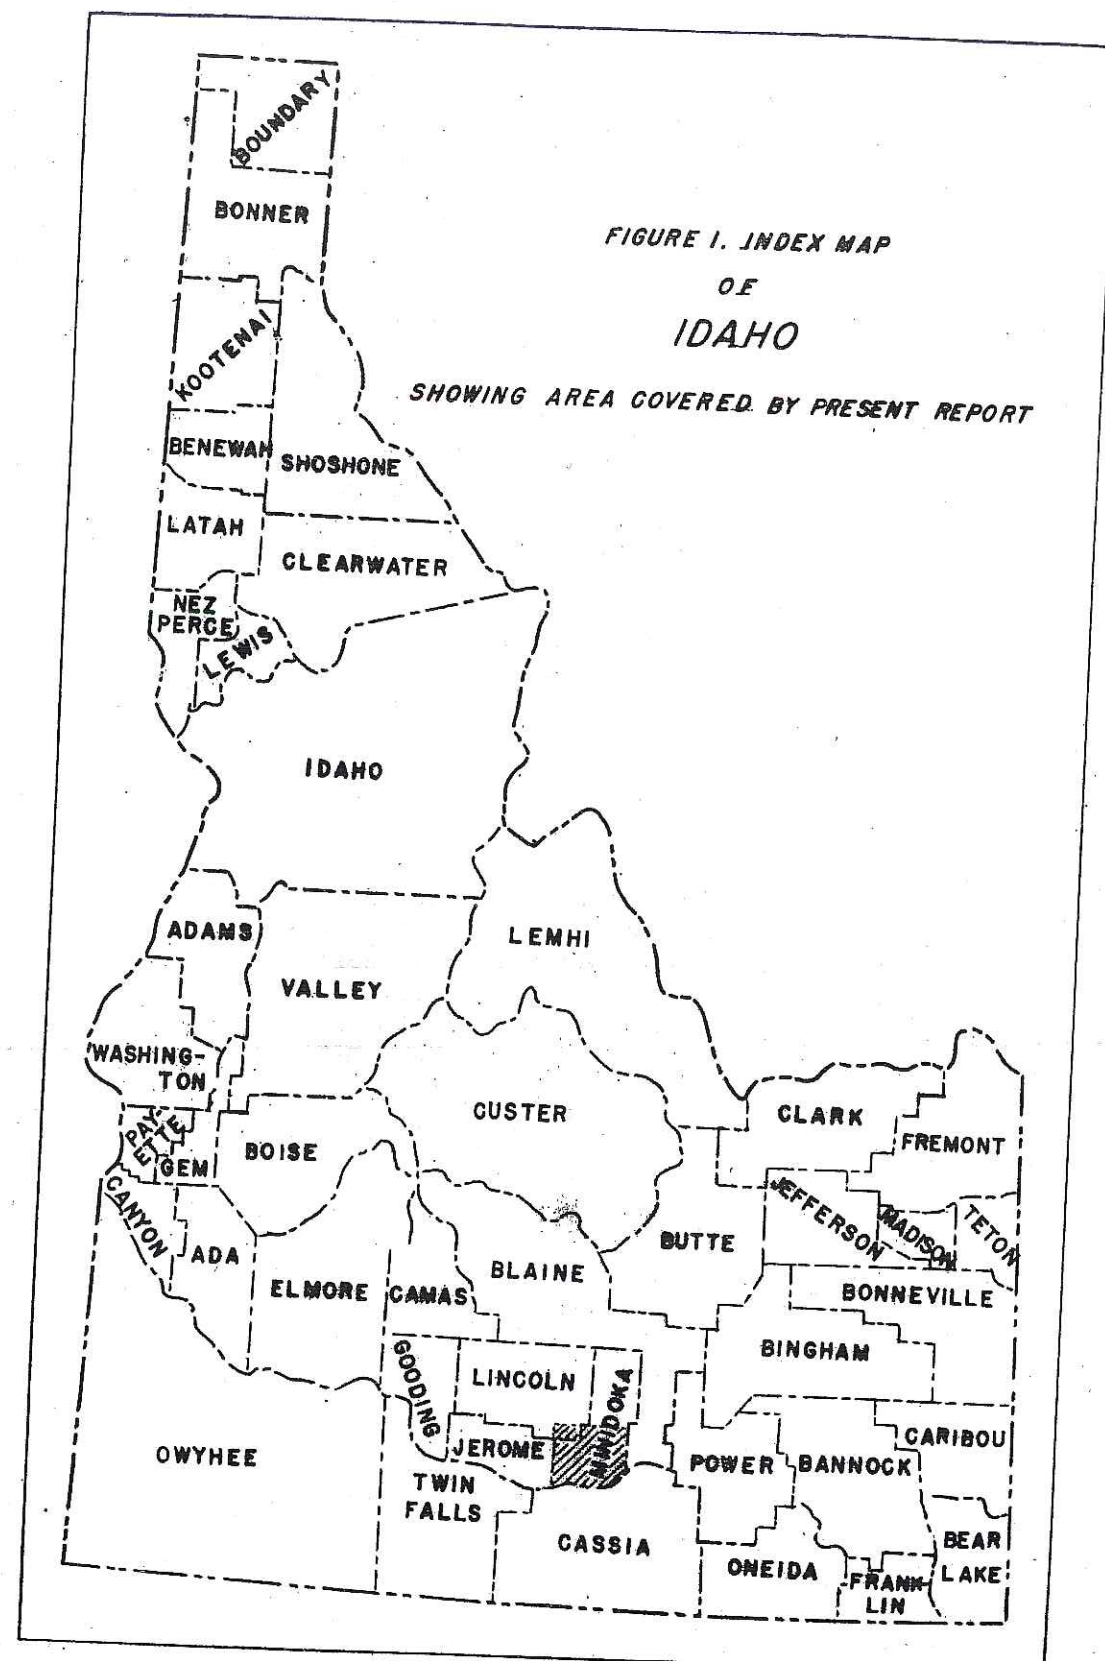 FIGURE 1. INDEX MAP
OF
IDAHO
SHOWING AREA COVERED BY PRESENT REPORT
BOUNDARY
BONNER
KOOTENAI
BENEWAH
SHOSHONE
LATAH
CLEARWATER
NEZ
PERCE
LEWIS
IDAHO
ADAMS
LEMHI
VALLEY
WASHING-
TON
CUSTER
CLARK
FREMONT
PAY-
ETTE
GEM
BOISE
CANYON
ADA
ELMORE
CAMAS
BLAINE
BUTTE
JEFFERSON
MADISON
TETON
BONNEVILLE
BINGHAM
GOODING
LINCOLN
MINIDOKA
JEROME
OWYHEE
TWIN
FALLS
CASSIA
POWER
BANNOCK
CARIBOU
ONEIDA
FRANK-
LIN
BEAR
LAKE